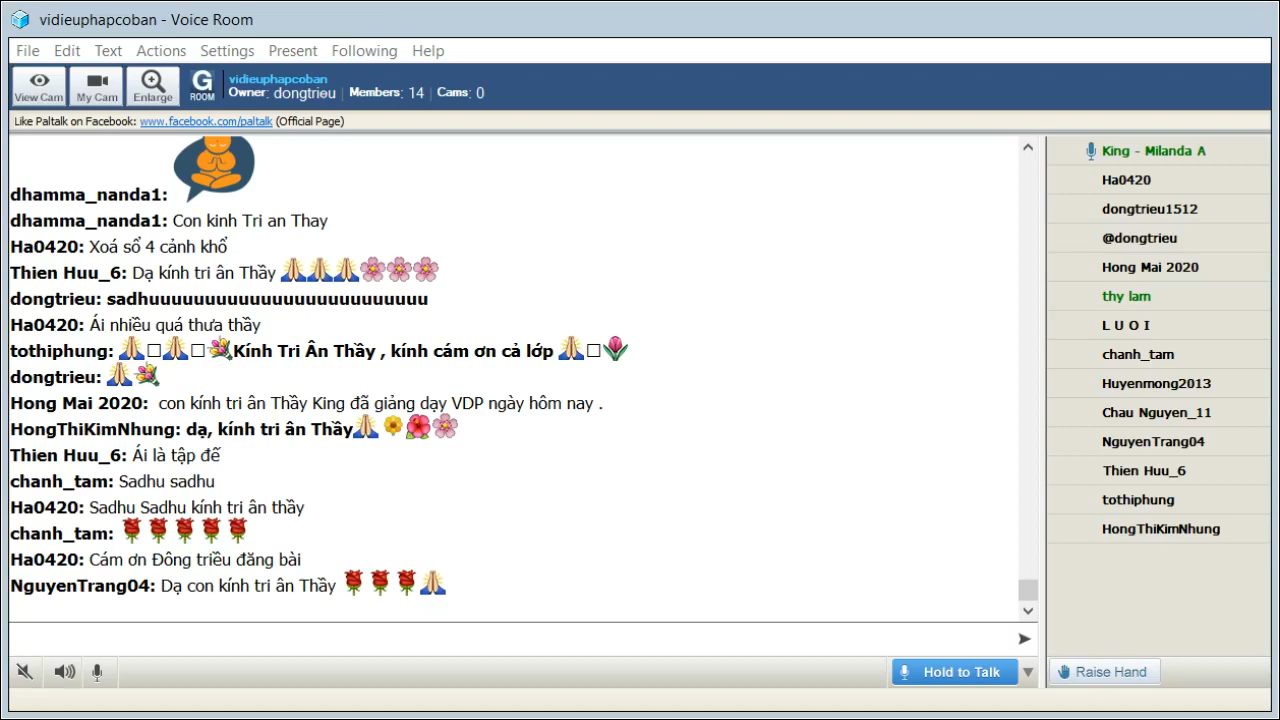 vidieuphapcoban - Voice Room
File Edit Text Actions Settings Present Following Help
View Cam My Cam Enlarge G ROOM
vidieuphapcoban
Owner: dongtrieu | Members: 14 | Cams: 0
Like Paltalk on Facebook: www.facebook.com/paltalk (Official Page)
dhamma_nanda1:
dhamma_nanda1: Con kinh Tri an Thay
Ha0420: Xoá sổ 4 cảnh khổ
Thien Huu_6: Dạ kính tri ân Thầy 🙏🙏🙏🌸🌸🌸
dongtrieu: sadhuuuuuuuuuuuuuuuuuuuuuuuuu
Ha0420: Ái nhiều quá thưa thầy
tothiphung: 🙏□🙏□💐Kính Tri Ân Thầy , kính cám ơn cả lớp 🙏□🌷
dongtrieu: 🙏💐
Hong Mai 2020: con kính tri ân Thầy King đã giảng dạy VDP ngày hôm nay .
HongThiKimNhung: dạ, kính tri ân Thầy🙏🌼🌺🌸
Thien Huu_6: Ái là tập đế
chanh_tam: Sadhu sadhu
Ha0420: Sadhu Sadhu kính tri ân thầy
chanh_tam: 🌹🌹🌹🌹🌹
Ha0420: Cám ơn Đông triều đăng bài
NguyenTrang04: Dạ con kính tri ân Thầy 🌹🌹🌹🙏
Hold to Talk
King - Milanda A
Ha0420
dongtrieu1512
@dongtrieu
Hong Mai 2020
thy lam
L U O I
chanh_tam
Huyenmong2013
Chau Nguyen_11
NguyenTrang04
Thien Huu_6
tothiphung
HongThiKimNhung
Raise Hand